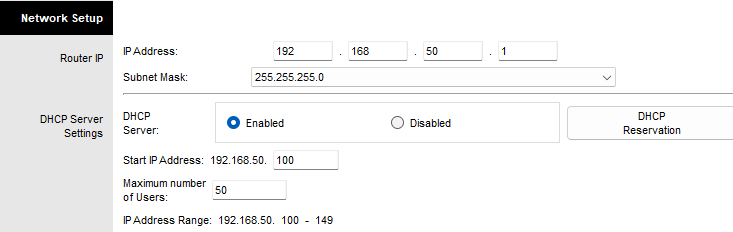 Network Setup
Router IP
IP Address: 192 . 168 . 50 . 1
Subnet Mask: 255.255.255.0
DHCP Server
Settings
DHCP
Server:
Enabled
Disabled
DHCP
Reservation
Start IP Address: 192.168.50. 100
Maximum number
of Users:
50
IP Address Range: 192.168.50. 100 - 149